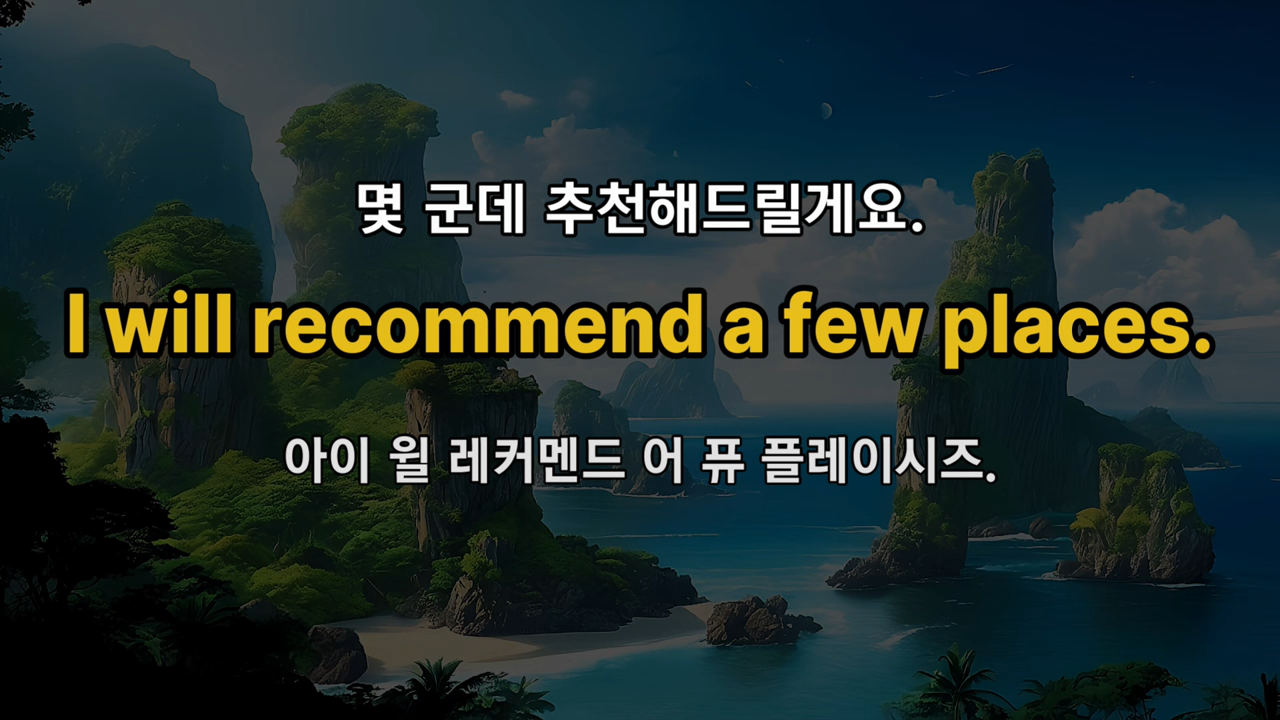 몇 군데 추천해드릴게요.
I will recommend a few places.
아이 윌 레커멘드 어 퓨 플레이시즈.